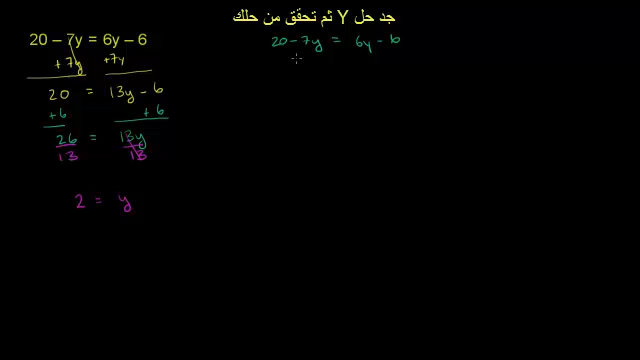 جد حل Y ثم تحقق من حلك
20 − 7y = 6y − 6
+ 7y +7y
20 = 13y − 6
+6 + 6
26 = 13y
13 13
2 = y
20 − 7y = 6y − 6